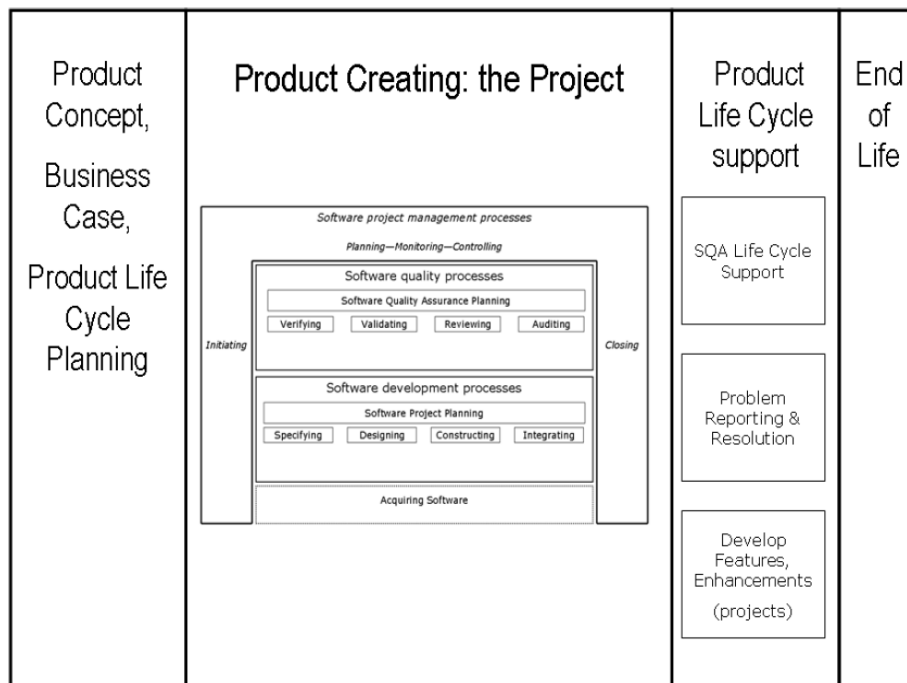 Product
Concept,
Business
Case,
Product Life
Cycle
Planning
Product Creating: the Project
Software project management processes
Planning—Monitoring—Controlling
Initiating
Software quality processes
Software Quality Assurance Planning
Verifying
Validating
Reviewing
Auditing
Software development processes
Software Project Planning
Specifying
Designing
Constructing
Integrating
Acquiring Software
Closing
Product
Life Cycle
support
SQA Life Cycle
Support
Problem
Reporting &
Resolution
Develop
Features,
Enhancements
(projects)
End
of
Life